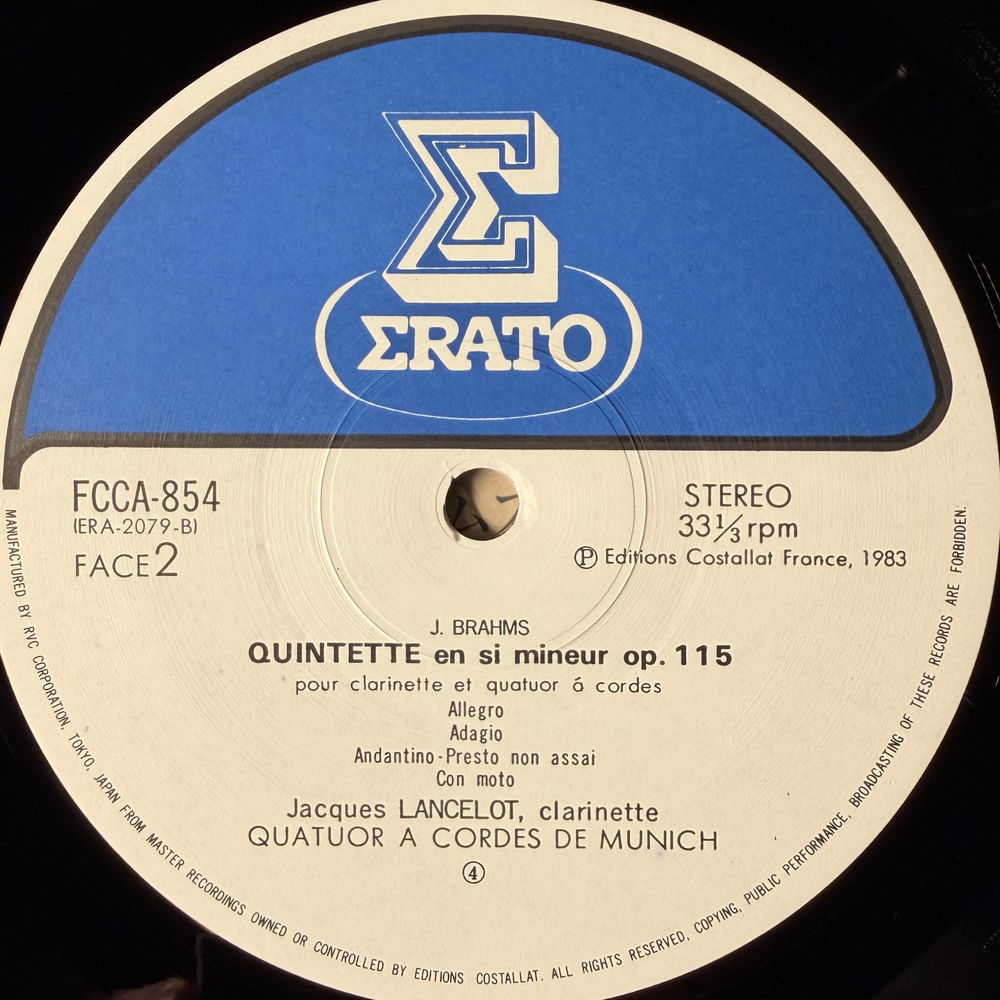 Σ
ΣRATO
FCCA-854
(ERA-2079-B)
FACE 2
STEREO
33 1/3 rpm
Ⓟ Editions Costallat France, 1983
J. BRAHMS
QUINTETTE en si mineur op. 115
pour clarinette et quatuor á cordes
Allegro
Adagio
Andantino-Presto non assai
Con moto
Jacques LANCELOT, clarinette
QUATUOR A CORDES DE MUNICH
④
MANUFACTURED BY RVC CORPORATION, TOKYO, JAPAN FROM MASTER RECORDINGS OWNED OR CONTROLLED BY EDITIONS COSTALLAT. ALL RIGHTS RESERVED, COPYING, PUBLIC PERFORMANCE, BROADCASTING OF THESE RECORDS ARE FORBIDDEN.